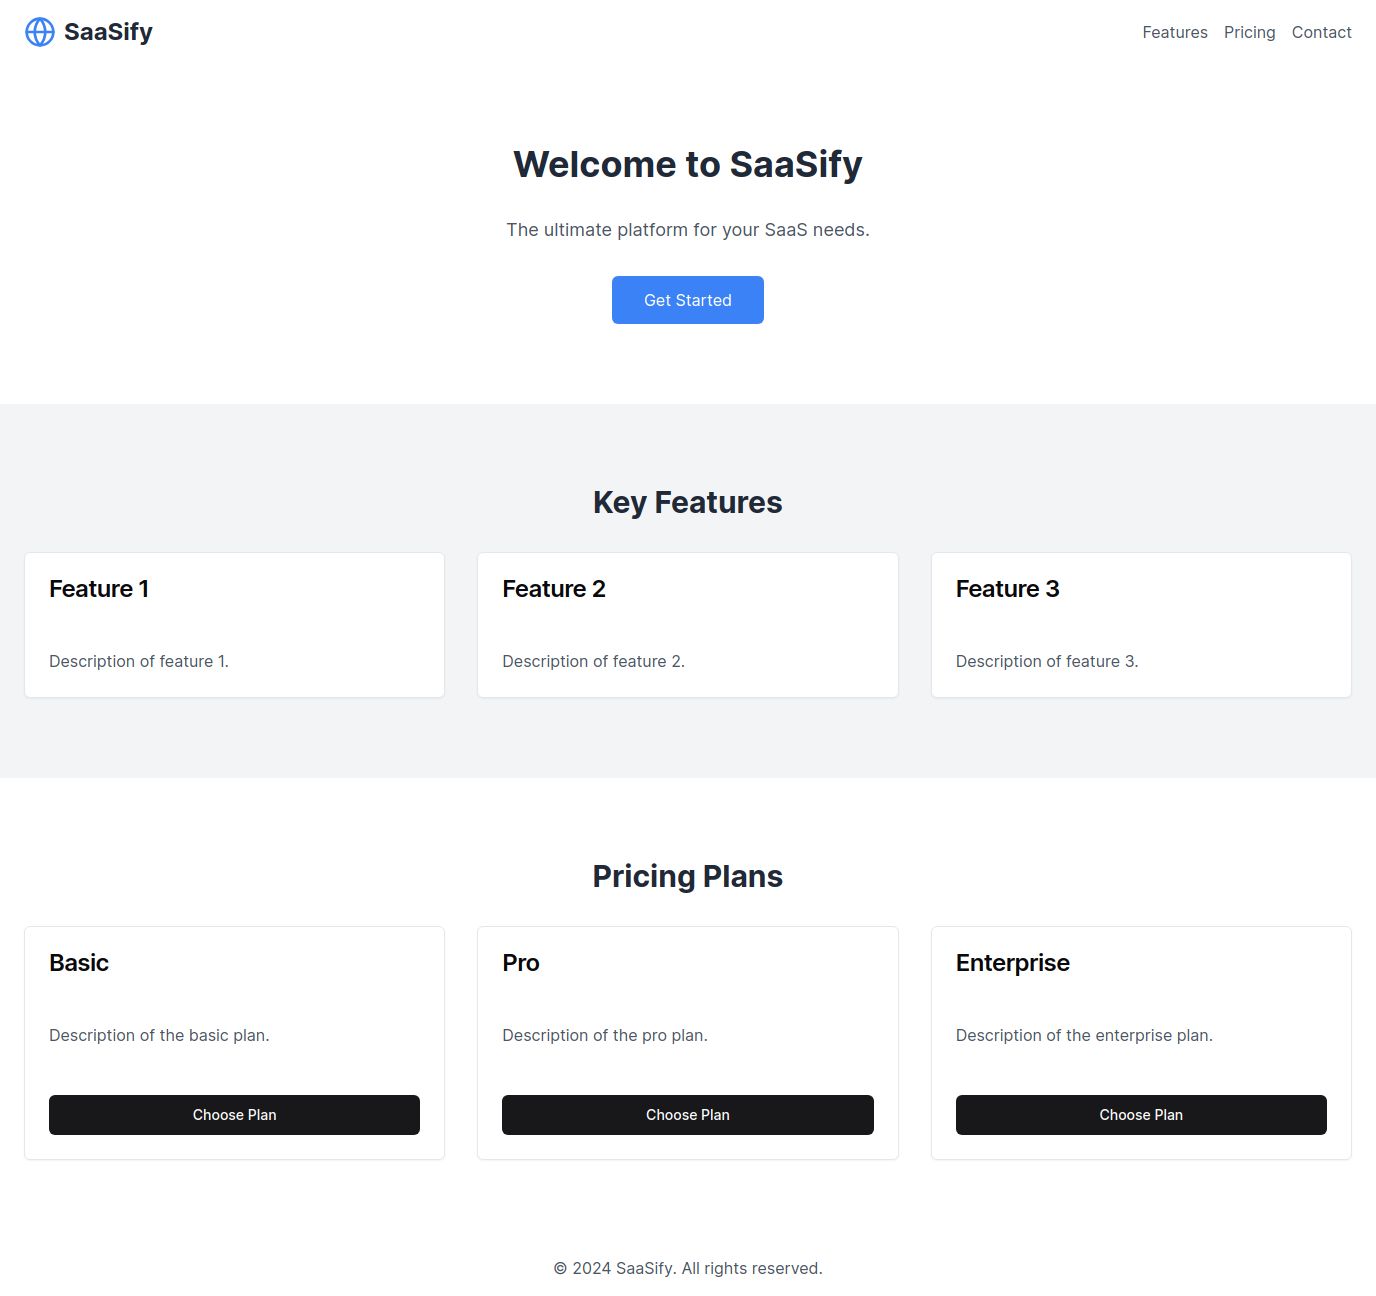 SaaSify
Features Pricing Contact
Welcome to SaaSify
The ultimate platform for your SaaS needs.
Get Started
Key Features
Feature 1
Description of feature 1.
Feature 2
Description of feature 2.
Feature 3
Description of feature 3.
Pricing Plans
Basic
Description of the basic plan.
Choose Plan
Pro
Description of the pro plan.
Choose Plan
Enterprise
Description of the enterprise plan.
Choose Plan
© 2024 SaaSify. All rights reserved.